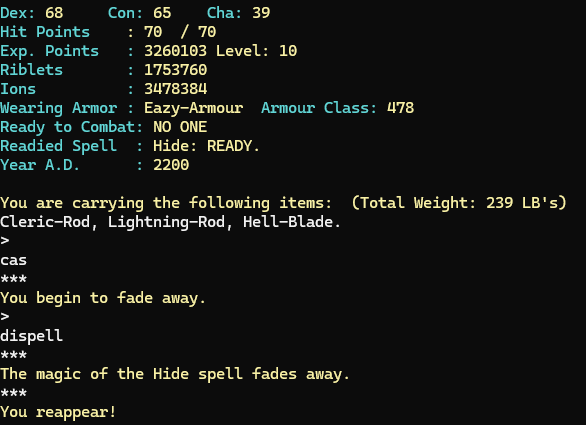 Dex: 68     Con: 65    Cha: 39
Hit Points    : 70  / 70
Exp. Points   : 3260103 Level: 10
Riblets       : 1753760
Ions          : 3478384
Wearing Armor : Eazy-Armour  Armour Class: 478
Ready to Combat: NO ONE
Readied Spell  : Hide: READY.
Year A.D.      : 2200

You are carrying the following items:  (Total Weight: 239 LB's)
Cleric-Rod, Lightning-Rod, Hell-Blade.
>
cas
***
You begin to fade away.
>
dispell
***
The magic of the Hide spell fades away.
***
You reappear!